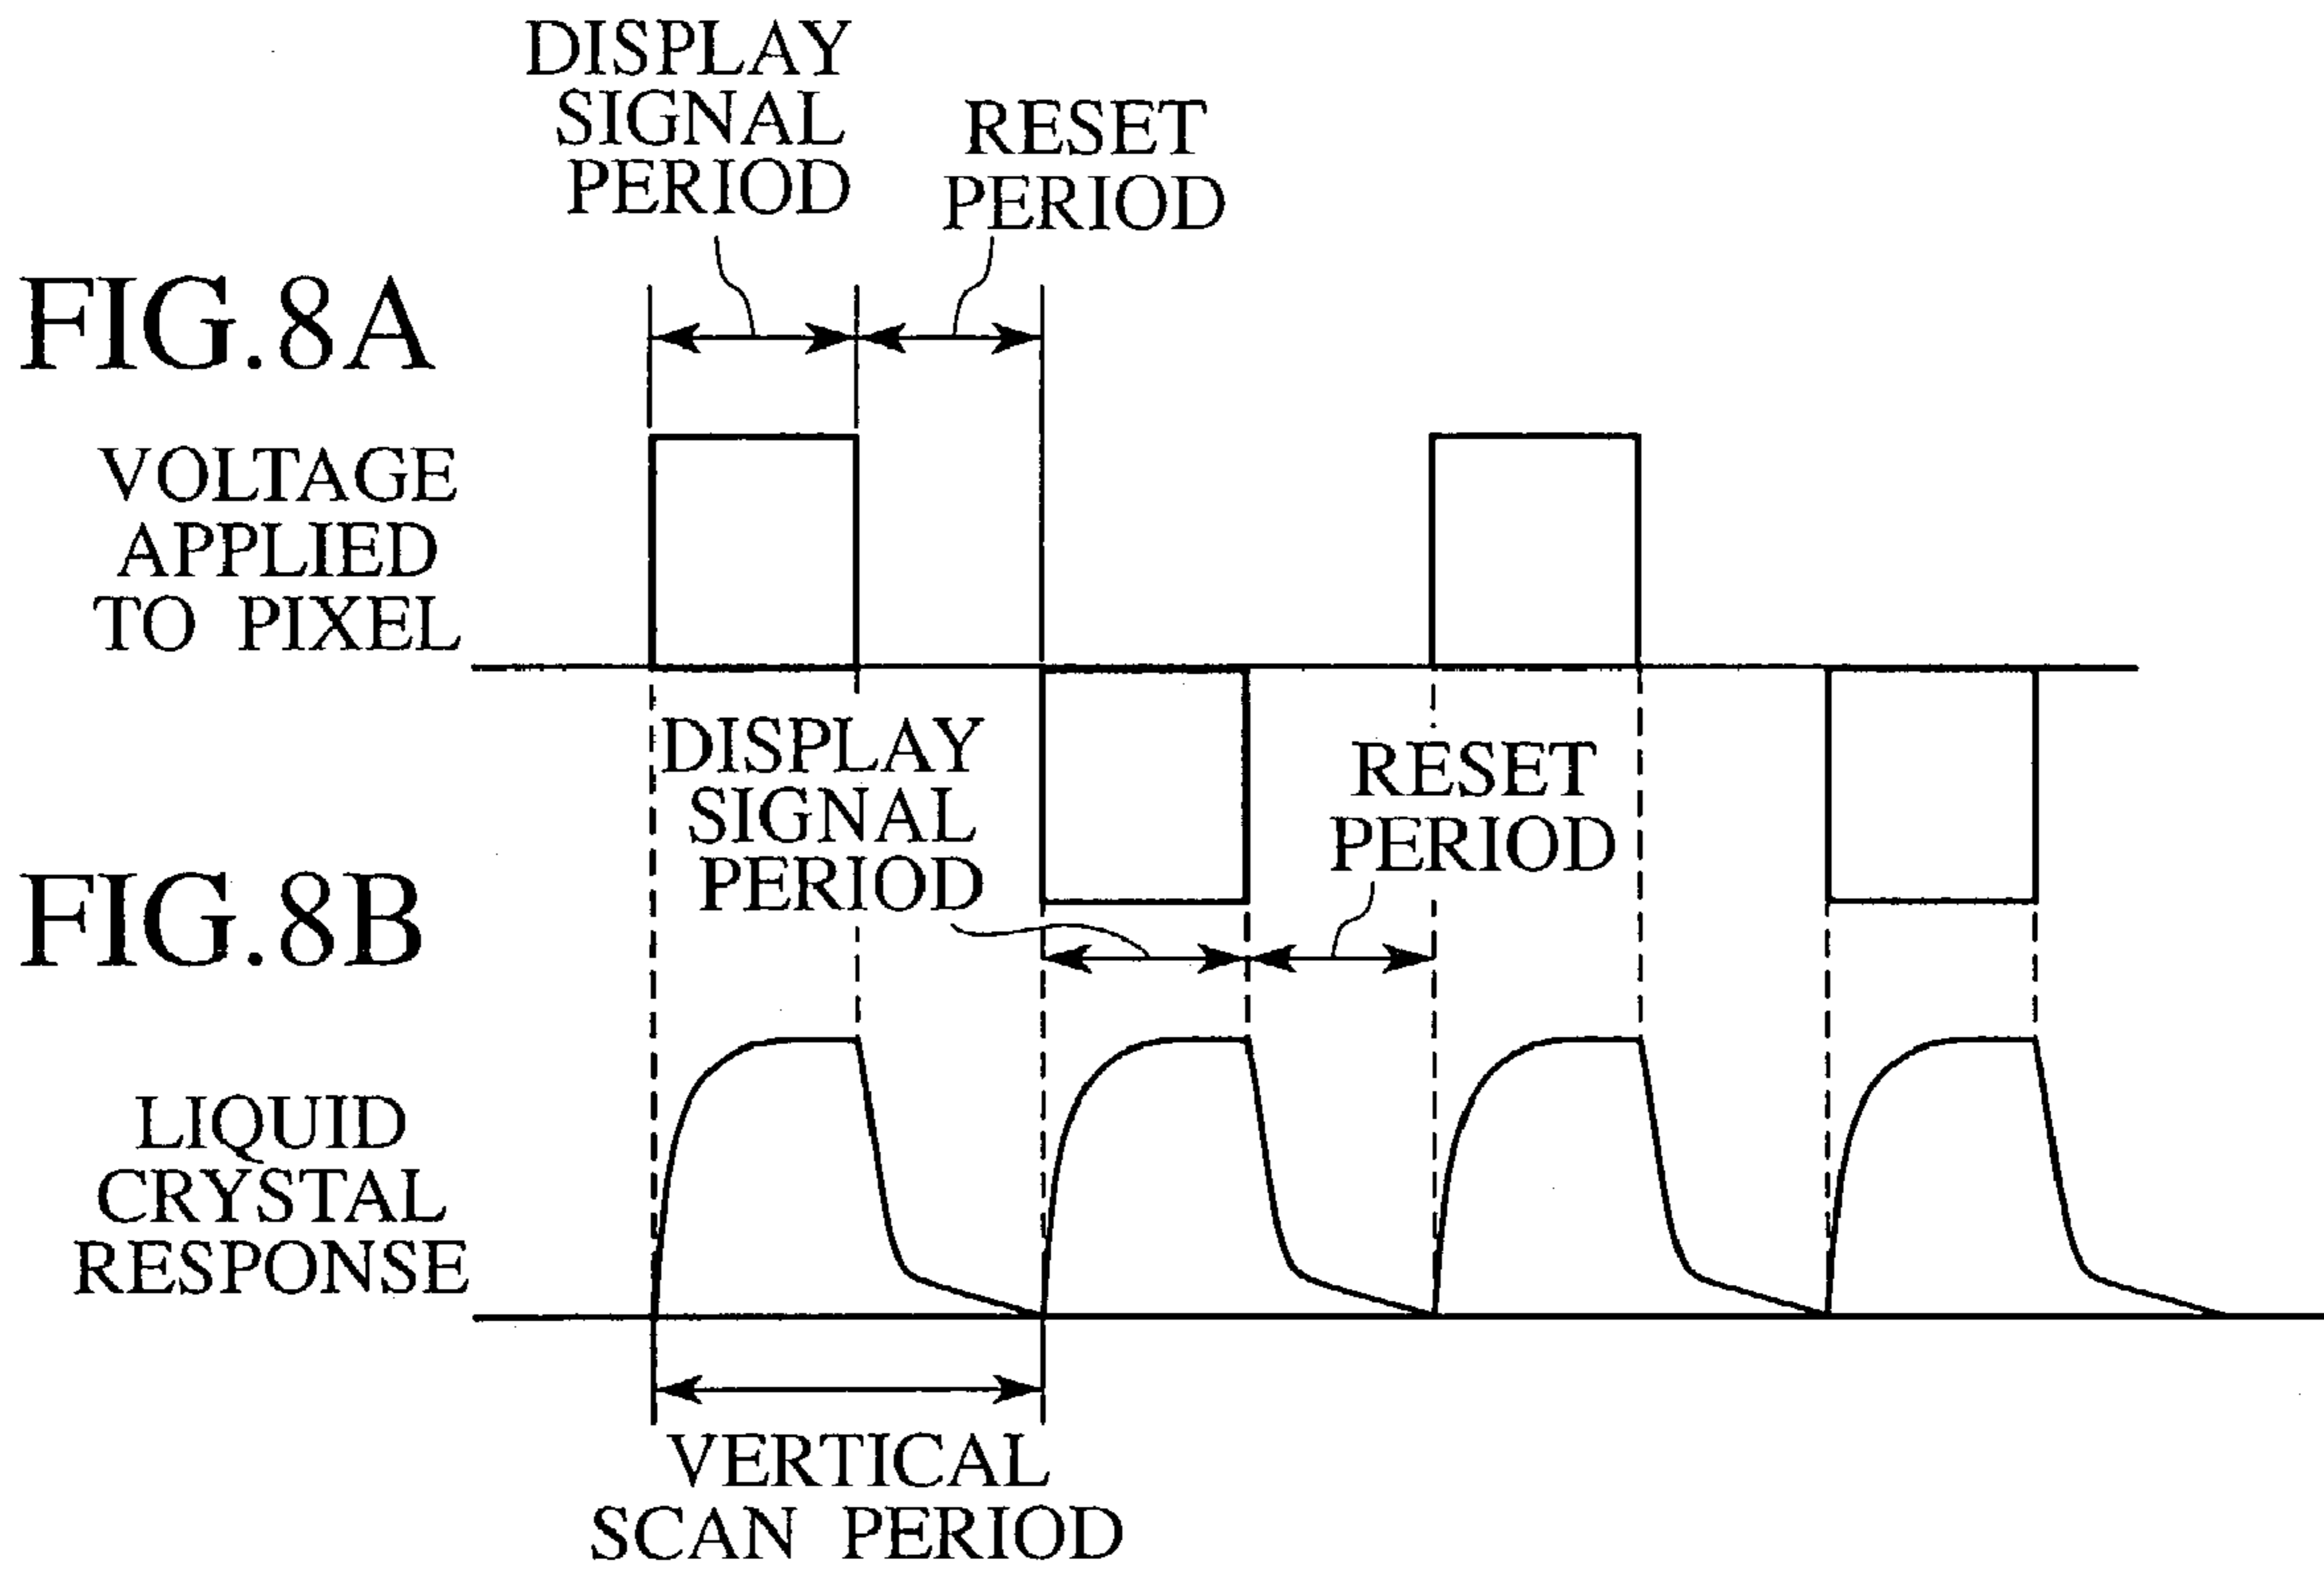 DISPLAY
SIGNAL
PERIOD
RESET
PERIOD
FIG.8A
VOLTAGE
APPLIED
TO PIXEL
DISPLAY
SIGNAL
PERIOD
RESET
PERIOD
FIG.8B
LIQUID
CRYSTAL
RESPONSE
VERTICAL
SCAN PERIOD